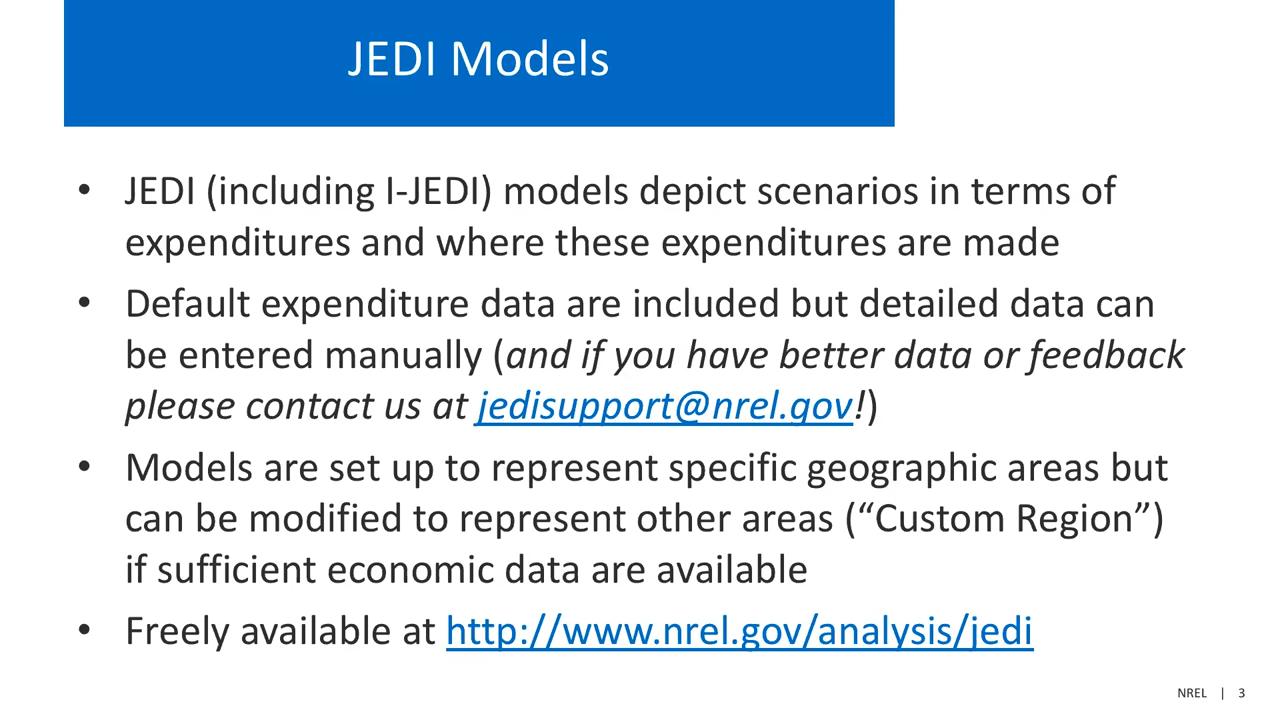 JEDI Models
• JEDI (including I-JEDI) models depict scenarios in terms of
expenditures and where these expenditures are made
• Default expenditure data are included but detailed data can
be entered manually (and if you have better data or feedback
please contact us at jedisupport@nrel.gov!)
• Models are set up to represent specific geographic areas but
can be modified to represent other areas (“Custom Region”)
if sufficient economic data are available
• Freely available at http://www.nrel.gov/analysis/jedi
NREL | 3